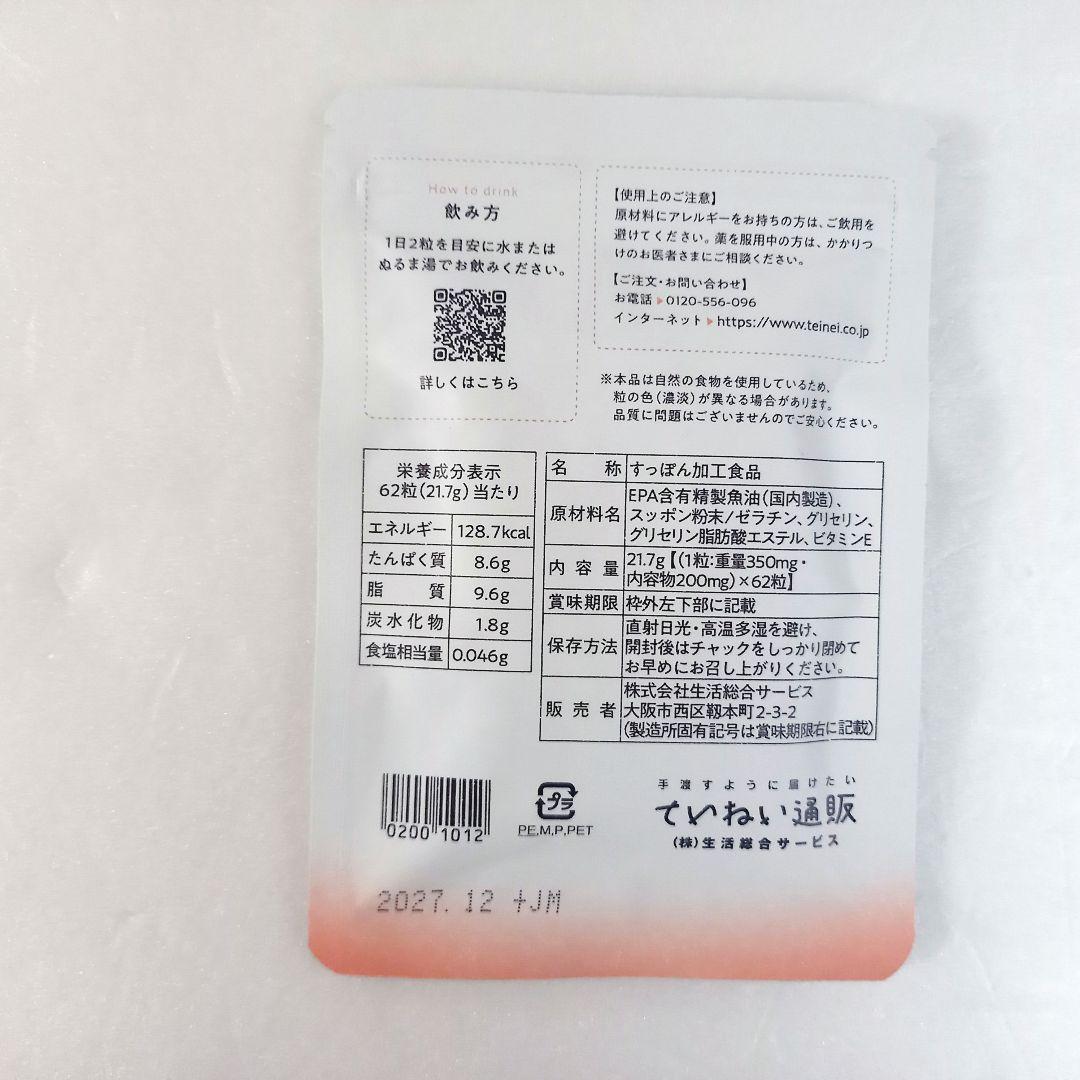 How to drink
飲み方
1日2粒を目安に水または
ぬるま湯でお飲みください。
詳しくはこちら
【使用上のご注意】
原材料にアレルギーをお持ちの方は、ご飲用を
避けてください。薬を服用中の方は、かかりつ
けのお医者さまにご相談ください。
【ご注文・お問い合わせ】
お電話▶0120-556-096
インターネット▶https://www.teinei.co.jp
※本品は自然の食物を使用しているため、
粒の色(濃淡)が異なる場合があります。
品質に問題はございませんのでご安心ください。
栄養成分表示
62粒(21.7g)当たり
エネルギー 128.7kcal
たんぱく質 8.6g
脂質 9.6g
炭水化物 1.8g
食塩相当量 0.046g
名称 すっぽん加工食品
原材料名 EPA含有精製魚油(国内製造)、
スッポン粉末/ゼラチン、グリセリン、
グリセリン脂肪酸エステル、ビタミンE
内容量 21.7g【(1粒:重量350mg・
内容物200mg)×62粒】
賞味期限 枠外左下部に記載
保存方法 直射日光・高温多湿を避け、
開封後はチャックをしっかり閉めて
お早めにお召し上がりください。
販売者 株式会社生活総合サービス
大阪市西区靱本町2-3-2
(製造所固有記号は賞味期限右に記載)
0200 1012
プラ
PE,M,P,PET
手渡すように届けたい
ていねい通販
(株)生活総合サービス
2027.12 +JM